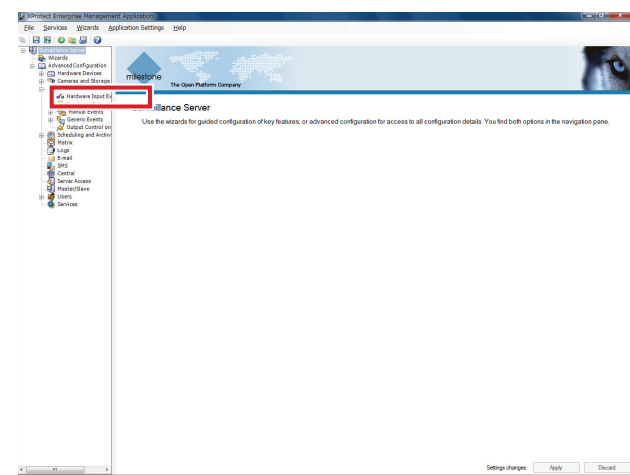 XProtect Enterprise Management Application
File Services Wizards Application Settings Help
Surveillance Server
Wizards
Advanced Configuration
Hardware Devices
Cameras and Storage
Hardware Input Ev
Manual Events
Generic Events
Output Control on
Scheduling and Archiv
Matrix
Logs
E-mail
SMS
Central
Server Access
Master/Slave
Users
Services
milestone
The Open Platform Company
lance Server
Use the wizards for guided configuration of key features, or advanced configuration for access to all configuration details. You find both options in the navigation pane.
Settings changes: Apply Discard